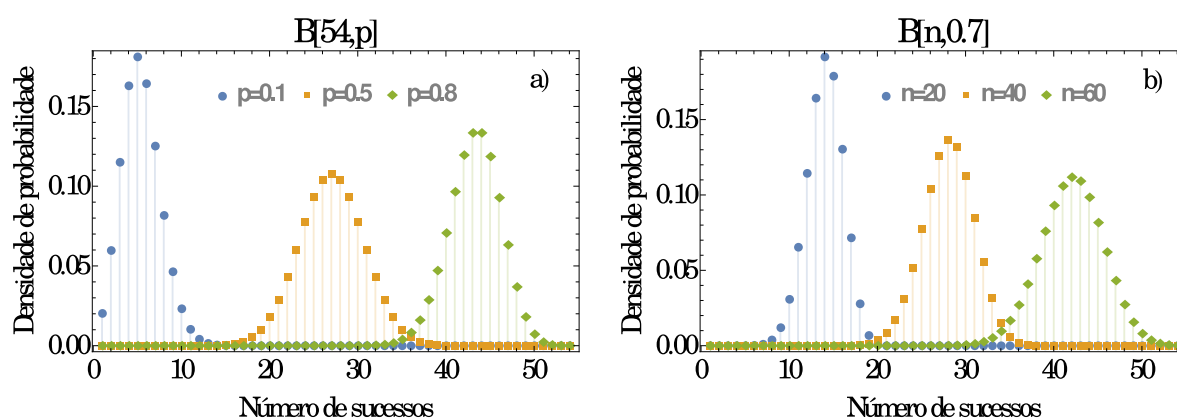 B[54,p]
a)
p=0.1 p=0.5 p=0.8
Densidade de probabilidade
0.15
0.10
0.05
0.00
0 10 20 30 40 50
Número de sucessos
B[n,0.7]
b)
n=20 n=40 n=60
Densidade de probabilidade
0.15
0.10
0.05
0.00
0 10 20 30 40 50
Número de sucessos